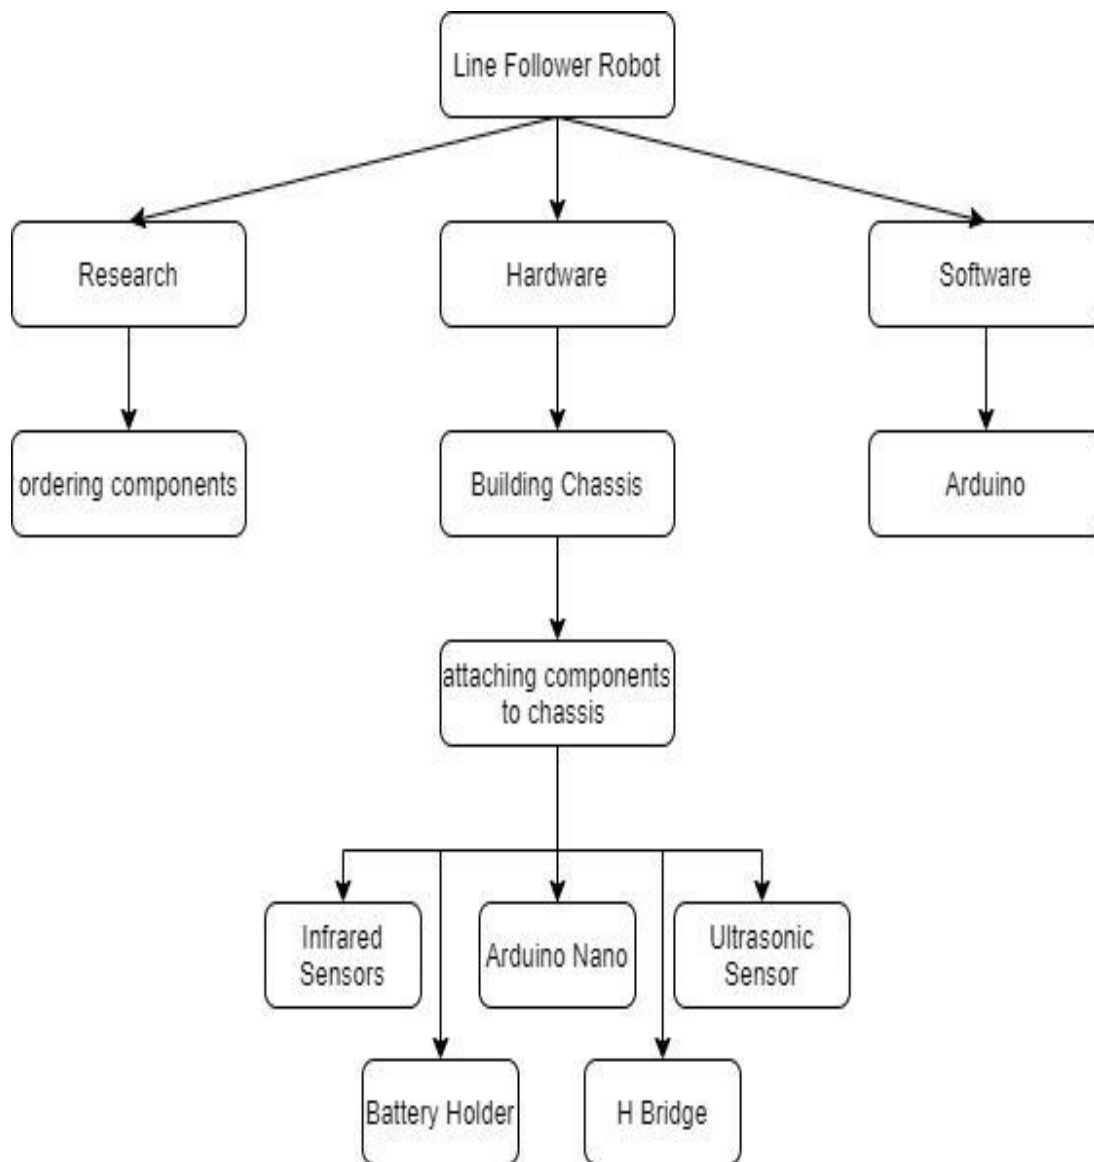 Line Follower Robot
Research
Hardware
Software
ordering components
Building Chassis
Arduino
attaching components
to chassis
Infrared
Sensors
Arduino Nano
Ultrasonic
Sensor
Battery Holder
H Bridge